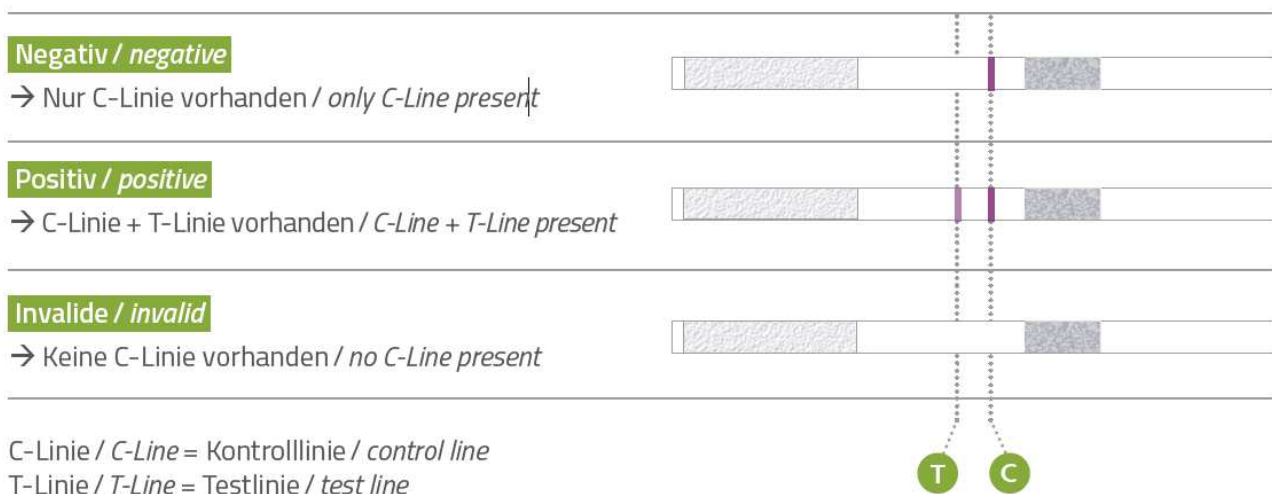 Negativ / negative
→ Nur C-Linie vorhanden / only C-Line present
Positiv / positive
→ C-Linie + T-Linie vorhanden / C-Line + T-Line present
Invalide / invalid
→ Keine C-Linie vorhanden / no C-Line present
C-Linie / C-Line = Kontrolllinie / control line
T-Linie / T-Line = Testlinie / test line
T C